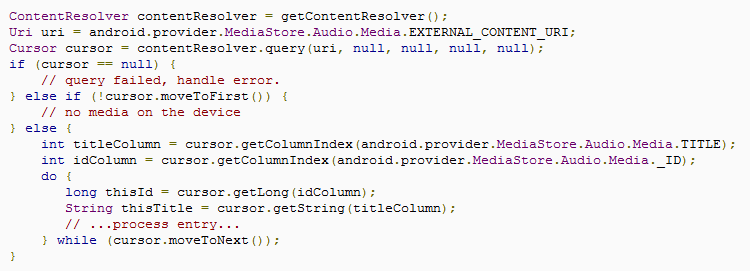 ContentResolver contentResolver = getContentResolver();
Uri uri = android.provider.MediaStore.Audio.Media.EXTERNAL_CONTENT_URI;
Cursor cursor = contentResolver.query(uri, null, null, null, null);
if (cursor == null) {
    // query failed, handle error.
} else if (!cursor.moveToFirst()) {
    // no media on the device
} else {
    int titleColumn = cursor.getColumnIndex(android.provider.MediaStore.Audio.Media.TITLE);
    int idColumn = cursor.getColumnIndex(android.provider.MediaStore.Audio.Media._ID);
    do {
       long thisId = cursor.getLong(idColumn);
       String thisTitle = cursor.getString(titleColumn);
       // ...process entry...
    } while (cursor.moveToNext());
}